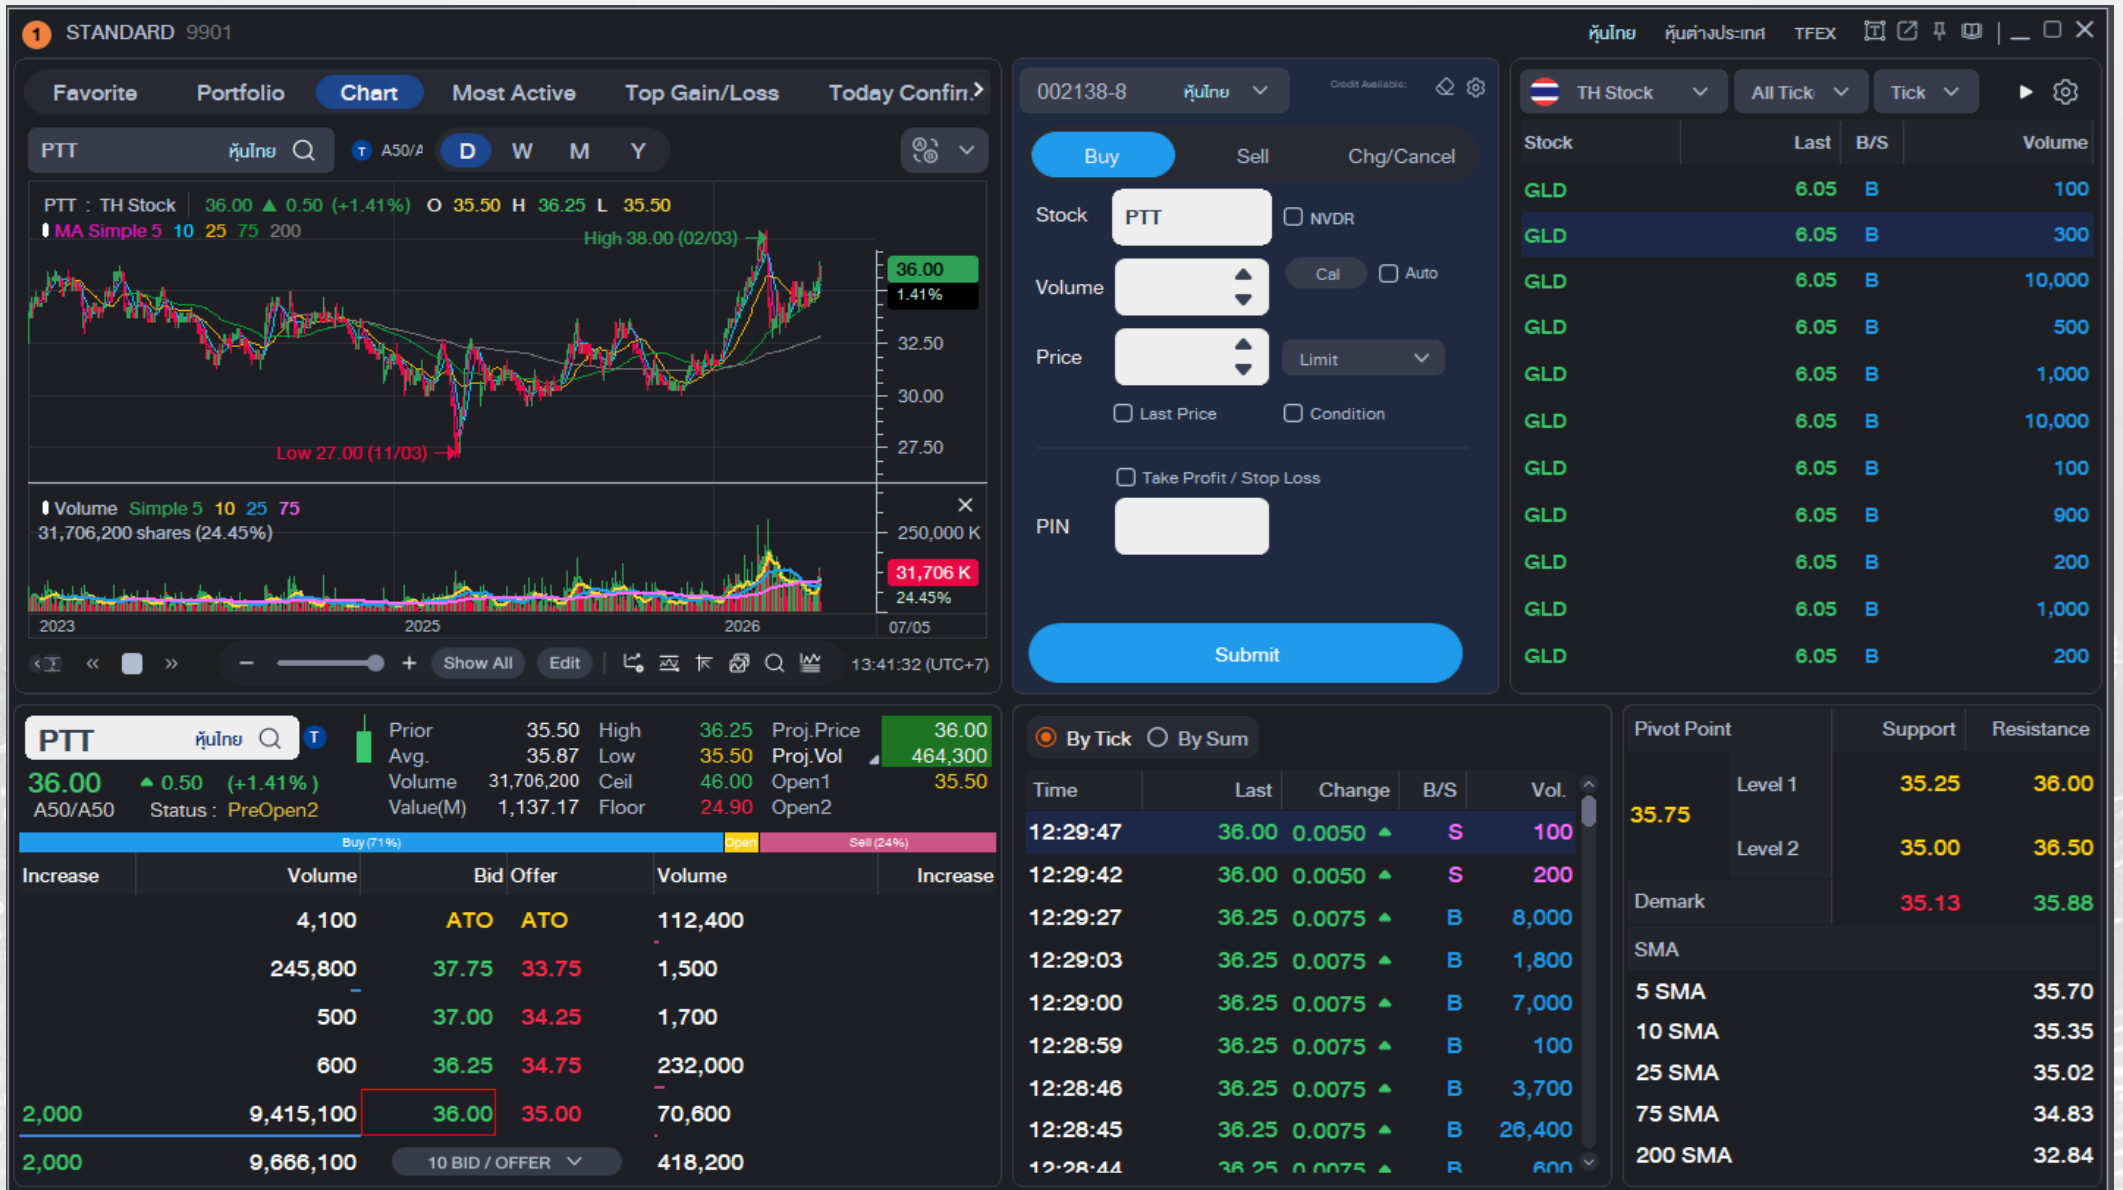 1 STANDARD 9901
หุ้นไทย หุ้นต่างประเทศ TFEX
Favorite Portfolio Chart Most Active Top Gain/Loss Today Confirm.
PTT หุ้นไทย T A50/A D W M Y
PTT : TH Stock 36.00 ▲ 0.50 (+1.41%) O 35.50 H 36.25 L 35.50
MA Simple 5 10 25 75 200
High 38.00 (02/03)
36.00
1.41%
32.50
30.00
27.50
Low 27.00 (11/03)
Volume Simple 5 10 25 75
31,706,200 shares (24.45%)
250,000 K
31,706 K
24.45%
2023 2025 2026 07/05
Show All Edit 13:41:32 (UTC+7)
002138-8 หุ้นไทย Credit Available:
Buy Sell Chg/Cancel
Stock PTT NVDR
Volume Cal Auto
Price Limit
Last Price Condition
Take Profit / Stop Loss
PIN
Submit
TH Stock All Tick Tick
Stock Last B/S Volume
GLD 6.05 B 100
GLD 6.05 B 300
GLD 6.05 B 10,000
GLD 6.05 B 500
GLD 6.05 B 1,000
GLD 6.05 B 10,000
GLD 6.05 B 100
GLD 6.05 B 900
GLD 6.05 B 200
GLD 6.05 B 1,000
GLD 6.05 B 200
PTT หุ้นไทย T
36.00 ▲ 0.50 (+1.41%)
A50/A50 Status : PreOpen2
Prior 35.50 High 36.25 Proj.Price 36.00
Avg. 35.87 Low 35.50 Proj.Vol 464,300
Volume 31,706,200 Ceil 46.00 Open1 35.50
Value(M) 1,137.17 Floor 24.90 Open2
Buy(71%) Open Sell(24%)
Increase Volume Bid Offer Volume Increase
4,100 ATO ATO 112,400
245,800 37.75 33.75 1,500
500 37.00 34.25 1,700
600 36.25 34.75 232,000
2,000 9,415,100 36.00 35.00 70,600
2,000 9,666,100 10 BID / OFFER 418,200
By Tick By Sum
Time Last Change B/S Vol.
12:29:47 36.00 0.0050 ▲ S 100
12:29:42 36.00 0.0050 ▲ S 200
12:29:27 36.25 0.0075 ▲ B 8,000
12:29:03 36.25 0.0075 ▲ B 1,800
12:29:00 36.25 0.0075 ▲ B 7,000
12:28:59 36.25 0.0075 ▲ B 100
12:28:46 36.25 0.0075 ▲ B 3,700
12:28:45 36.25 0.0075 ▲ B 26,400
12:28:44 36.25 0.0075 ▲ B 600
Pivot Point Support Resistance
35.75
Level 1 35.25 36.00
Level 2 35.00 36.50
Demark 35.13 35.88
SMA
5 SMA 35.70
10 SMA 35.35
25 SMA 35.02
75 SMA 34.83
200 SMA 32.84